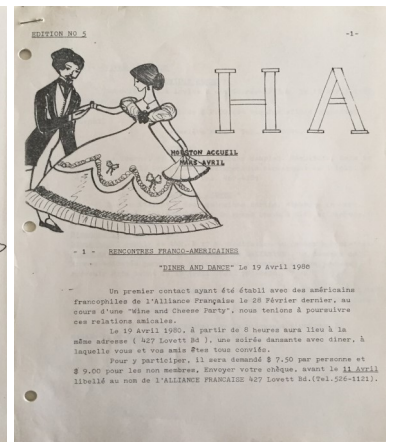 EDITION NO 5
-1-
H A
HOUSTON ACCUEIL
MARS AVRIL
- 1 - RENCONTRES FRANCO-AMERICAINES
"DINER AND DANCE" Le 19 Avril 1980
Un premier contact ayant été établi avec des américains
francophiles de l'Alliance Française le 28 Février dernier, au
cours d'une "Wine and Cheese Party", nous tenions à poursuivre
ces relations amicales.
Le 19 Avril 1980, à partir de 8 heures aura lieu à la
même adresse ( 427 Lovett Bd ), une soirée dansante avec diner, à
laquelle vous et vos amis êtes tous conviés.
Pour y participer, il sera demandé $ 7.50 par personne et
$ 9.00 pour les non membres. Envoyer votre chèque, avant le 11 Avril
libellé au nom de l'ALLIANCE FRANCAISE 427 Lovett Bd.(Tel.526-1121).